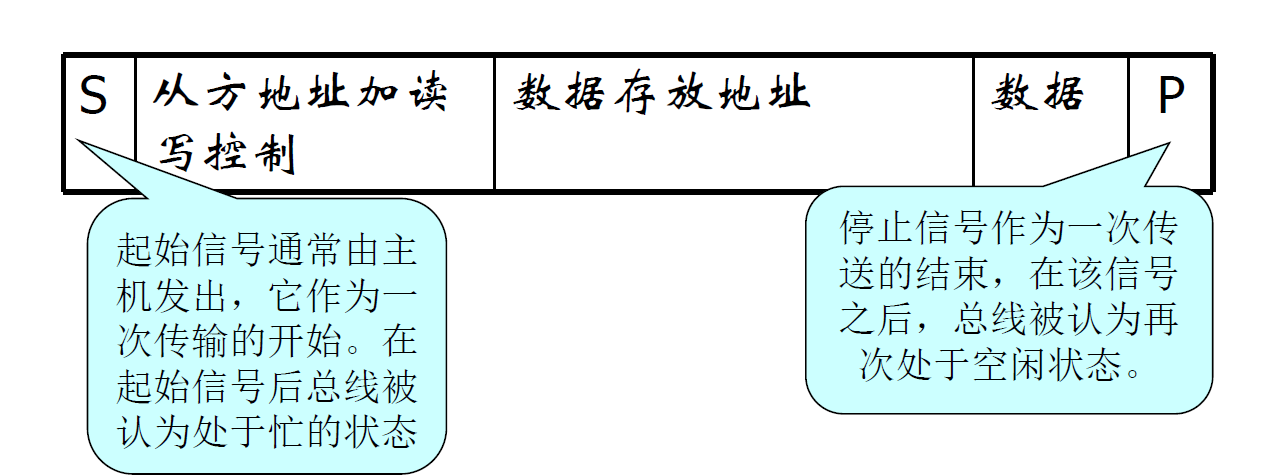 S
从方地址加读
写控制
数据存放地址
数据
P
起始信号通常由主
机发出，它作为一
次传输的开始。在
起始信号后总线被
认为处于忙的状态
停止信号作为一次传
送的结束，在该信号
之后，总线被认为再
次处于空闲状态。